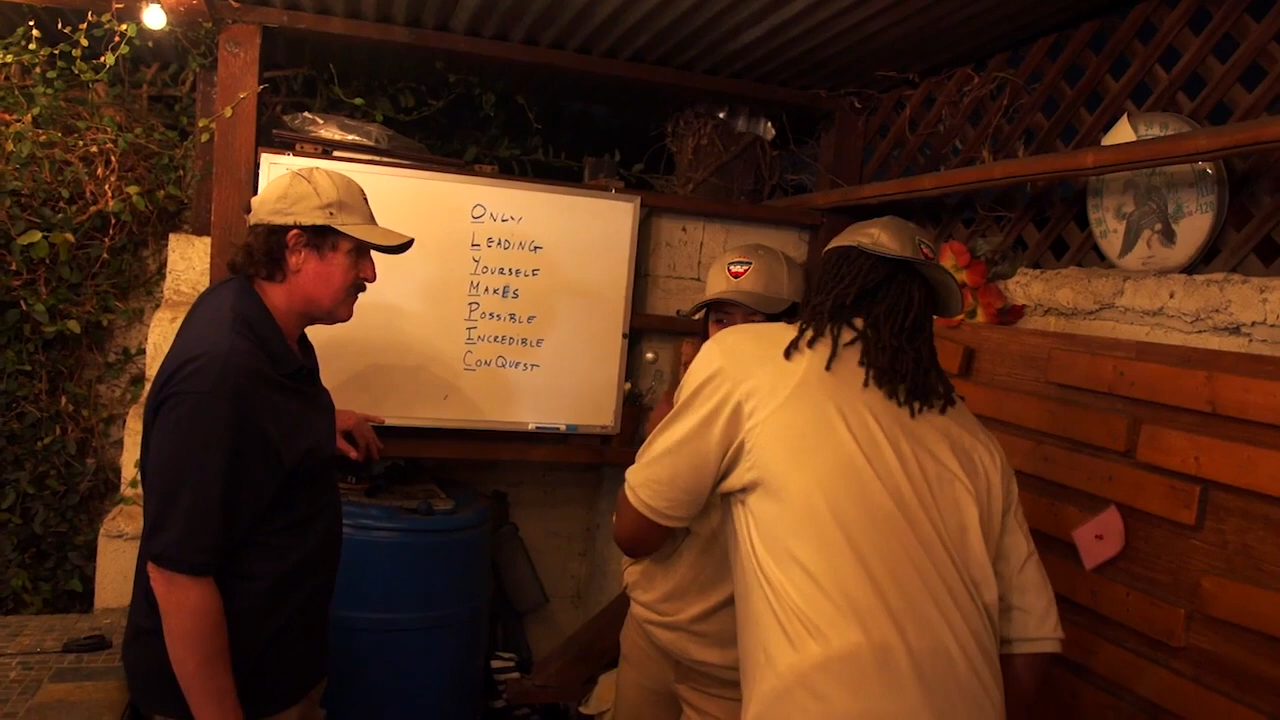 ONLY
LEADING
YOURSELF
MAKES
POSSIBLE
INCREDIBLE
CONQUEST